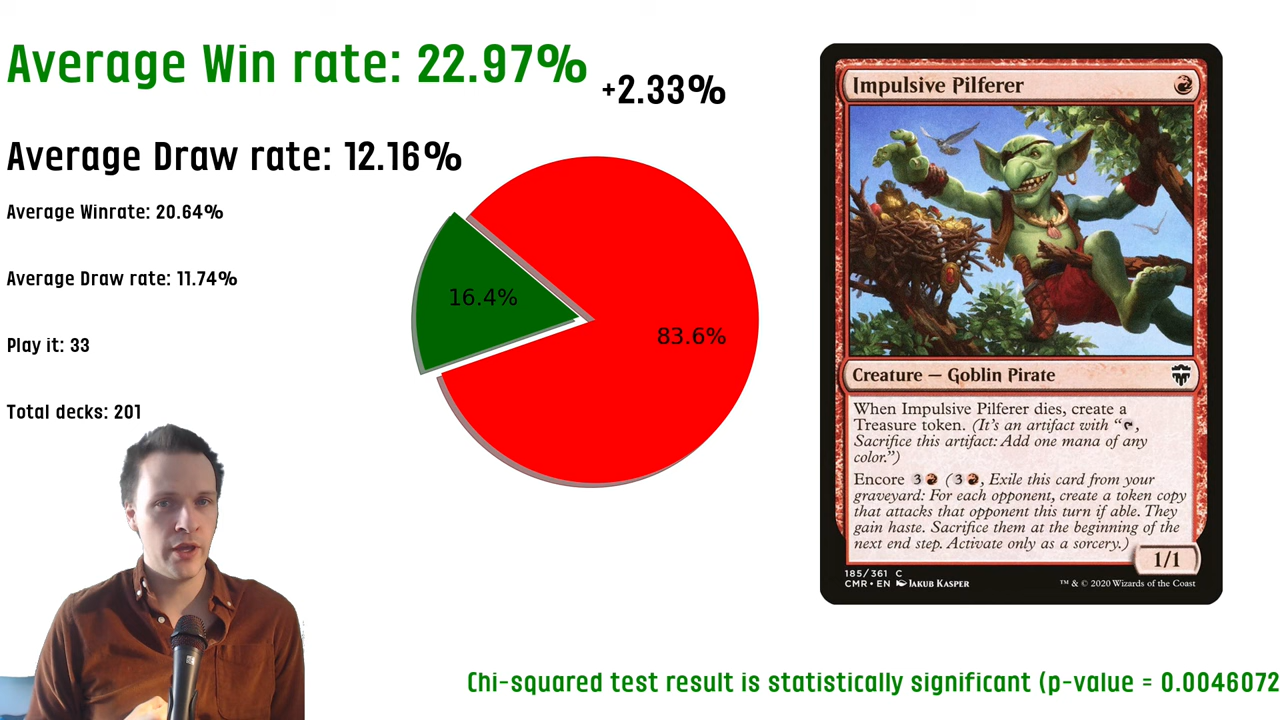 Average Win rate: 22.97%
+2.33%
Average Draw rate: 12.16%
Average Winrate: 20.64%
Average Draw rate: 11.74%
Play it: 33
Total decks: 201
16.4%
83.6%
Impulsive Pilferer
Creature — Goblin Pirate
When Impulsive Pilferer dies, create a
Treasure token. (It's an artifact with “,
Sacrifice this artifact: Add one mana of any
color.”)
Encore 3 (3, Exile this card from your
graveyard: For each opponent, create a token copy
that attacks that opponent this turn if able. They
gain haste. Sacrifice them at the beginning of the
next end step. Activate only as a sorcery.)
1/1
185/361 C
CMR • EN Jakub Kasper
™ & © 2020 Wizards of the Coast
Chi-squared test result is statistically significant (p-value = 0.0046072